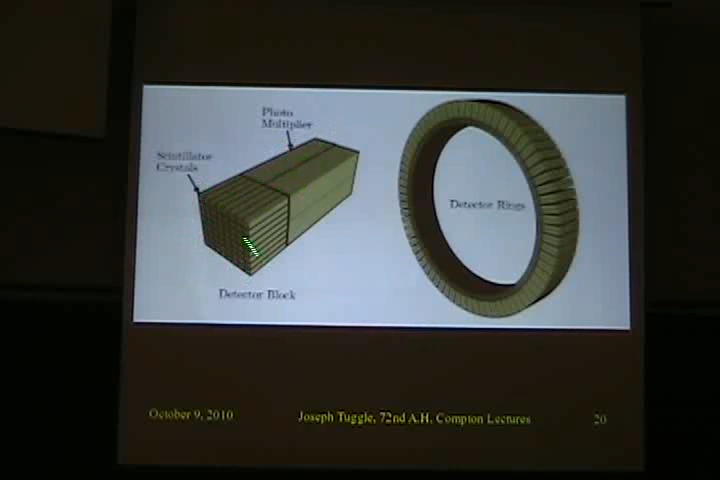 Photo
Multiplier
Scintillator
Crystals
Detector Rings
Detector Block
October 9, 2010
Joseph Tuggle, 72nd A.H. Compton Lectures
20